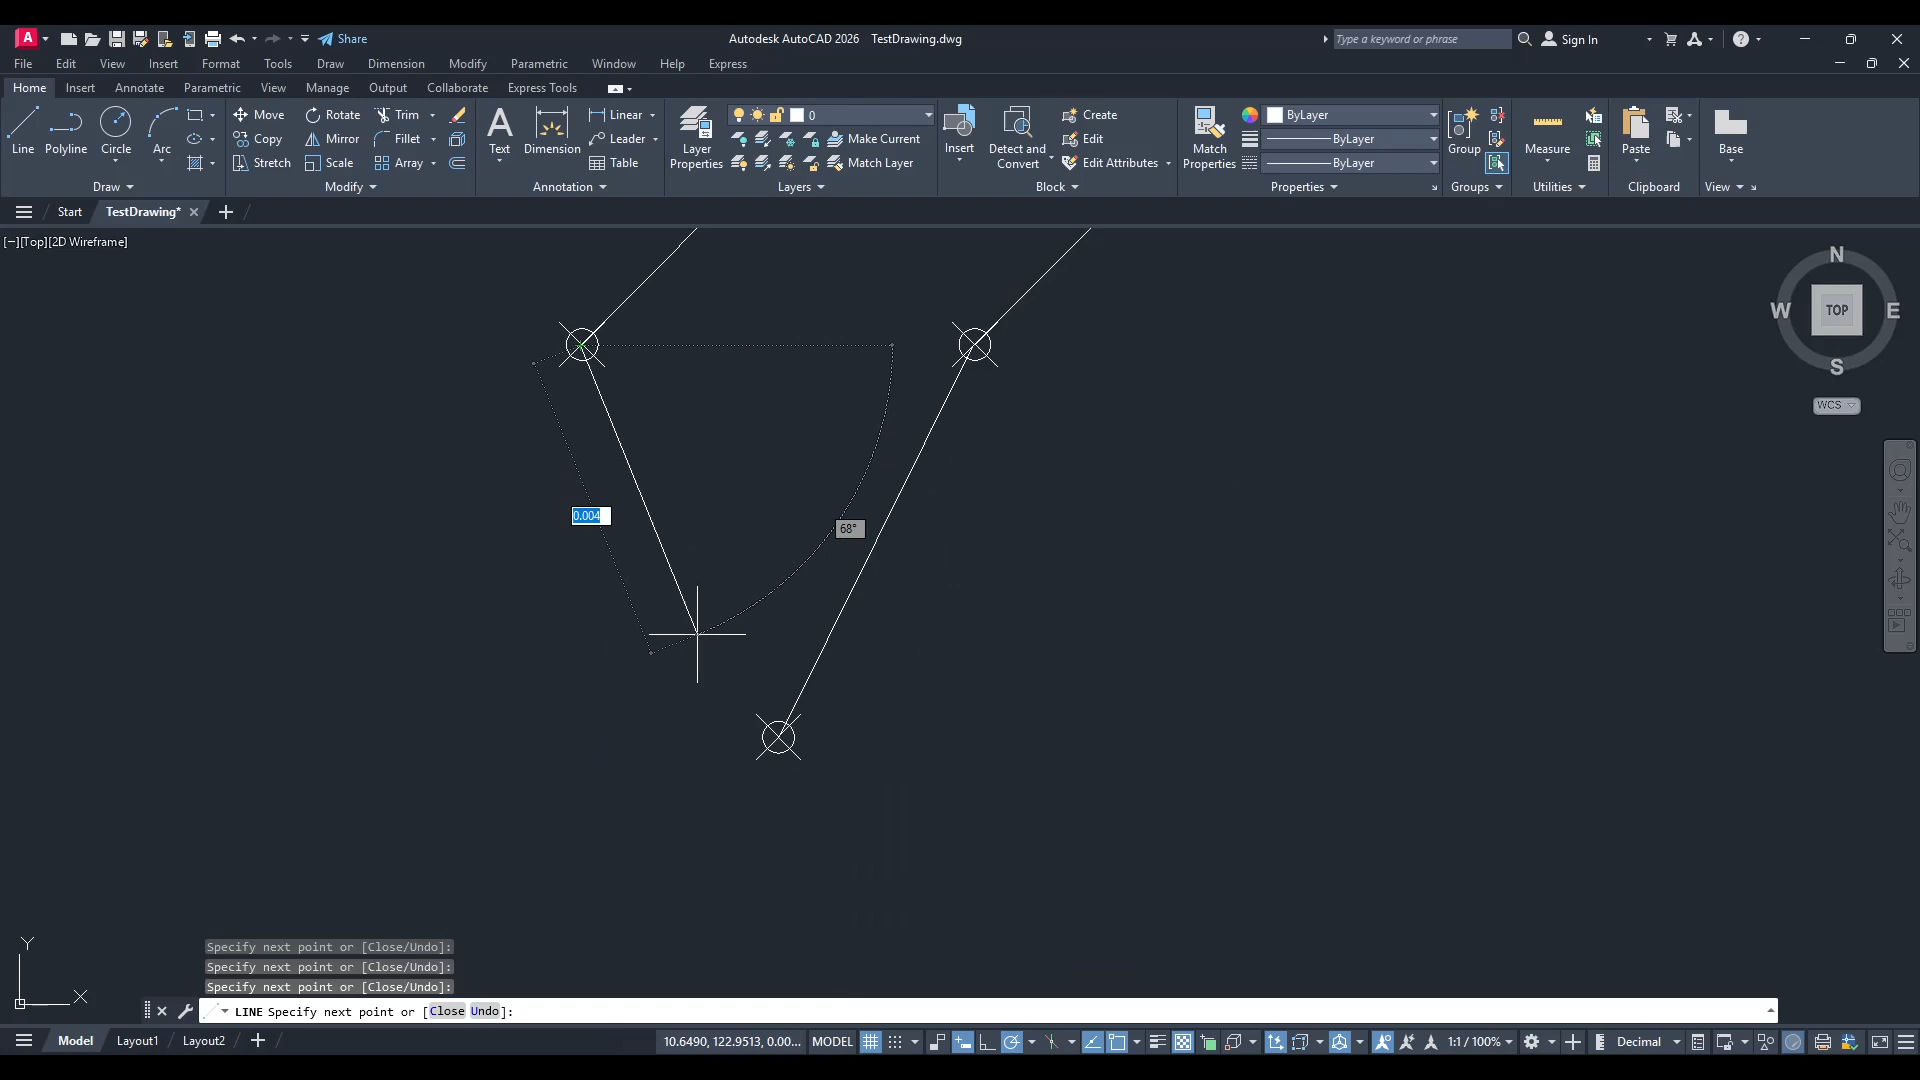 A
Share
Autodesk AutoCAD 2026 TestDrawing.dwg
Type a keyword or phrase
Sign In
File Edit View Insert Format Tools Draw Dimension Modify Parametric Window Help Express
Home Insert Annotate Parametric View Manage Output Collaborate Express Tools
Line Polyline Circle Arc
Draw
Move Rotate Trim
Copy Mirror Fillet
Stretch Scale Array
Modify
A Text Dimension
Linear
Leader
Table
Annotation
Layer Properties
0
Make Current
Match Layer
Layers
Insert
Detect and Convert
Create
Edit
Edit Attributes
Block
Match Properties
ByLayer
ByLayer
ByLayer
Properties
Group
Groups
Measure
Utilities
Paste
Clipboard
Base
View
Start TestDrawing*
[−][Top][2D Wireframe]
N
W TOP E
S
WCS
0.004
68°
Y
X
Specify next point or [Close/Undo]:
Specify next point or [Close/Undo]:
Specify next point or [Close/Undo]:
LINE Specify next point or [Close Undo]:
Model Layout1 Layout2
10.6490, 122.9513, 0.00... MODEL
1:1 / 100%
Decimal